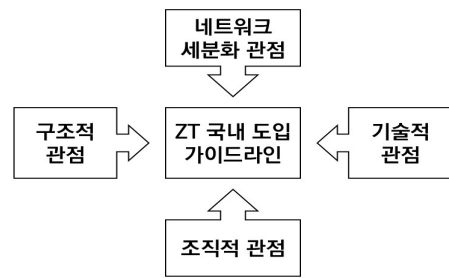 네트워크
세분화 관점
구조적
관점
ZT 국내 도입
가이드라인
기술적
관점
조직적 관점